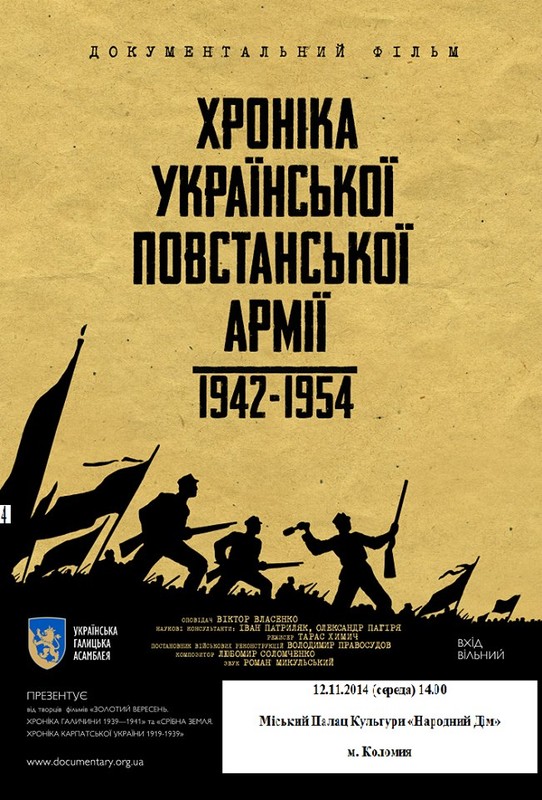 ДОКУМЕНТАЛЬНИЙ ФІЛЬМ
ХРОНІКА
УКРАЇНСЬКОЇ
ПОВСТАНСЬКОЇ
АРМІЇ
1942-1954
4
ОПОВІДАЧ ВІКТОР ВЛАСЕНКО
НАУКОВІ КОНСУЛЬТАНТИ: ІВАН ПАТРИЛЯК, ОЛЕКСАНДР ПАГІРЯ
РЕЖИСЕР ТАРАС ХИМИЧ
ПОСТАНОВНИК ВІЙСЬКОВИХ РЕКОНСТРУКЦІЙ ВОЛОДИМИР ПРАВОСУДОВ
КОМПОЗИТОР ЛЮБОМИР СОЛОМЧЕНКО
ЗВУК РОМАН МИКУЛЬСЬКИЙ
УКРАЇНСЬКА
ГАЛИЦЬКА
АСАМБЛЕЯ
ВХІД
ВІЛЬНИЙ
ПРЕЗЕНТУЄ
від творців фільмів «ЗОЛОТИЙ ВЕРЕСЕНЬ.
ХРОНІКА ГАЛИЧИНИ 1939—1941» та «СРІБНА ЗЕМЛЯ.
ХРОНІКА КАРПАТСЬКОЇ УКРАЇНИ 1919-1939»
www.documentary.org.ua
12.11.2014 (середа) 14.00
Міський Палац Культури «Народний Дім»
м. Коломия